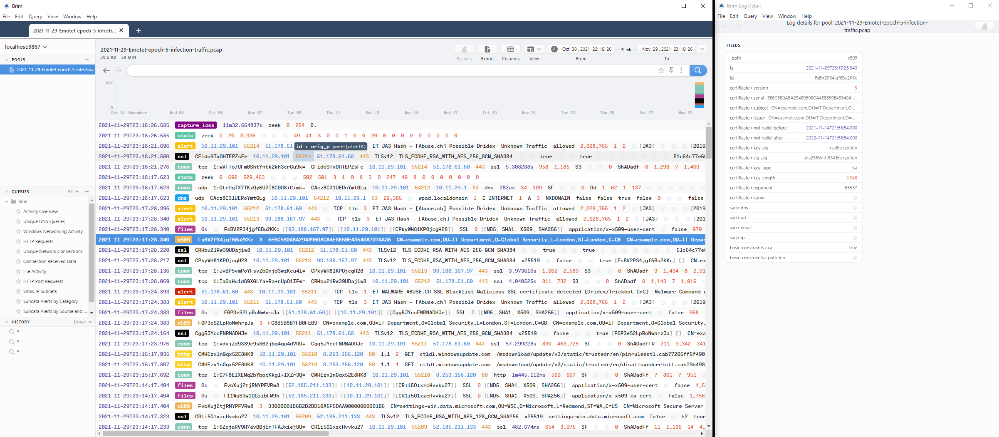 Brim
File Edit Query View Window Help
2021-11-29-Emotet-epoch-5-infecti...
localhost:9867
POOLS
2021-11-29-Emotet-epoch-5-infectio...
QUERIES All
Brim
Activity Overview
Unique DNS Queries
Windows Networking Activity
HTTP Requests
Unique Network Connections
Connection Received Data
File Activity
HTTP Post Requests
Show IP Subnets
Suricata Alerts by Category
Suricata Alerts by Source and ...
HISTORY Linear
*
*
*
2021-11-29-Emotet-epoch-5-infection-traffic.pcap
30.5 KB 58 MIN
Packets Export Columns View
Oct 30 , 2021 22: 18: 26 4 wk Nov 29 , 2021 23: 18: 26
From To
237
0
Oct 31 November Wed 03 Fri 05 Nov 07 Tue 09 Thu 11 Sat 13 Mon 15 Wed 17 Fri 19 Nov 21 Tue 23 Thu 25 Sat 27 Mon 29
2021-11-29T23:18:26.585 capture_loss 11m32.664837s zeek 0 254 0.
2021-11-29T23:18:26.585 stats zeek 0 20 3,336 49 41 3 0 0 1 0 0 20 0 0 0 0 0 0 0 0 0
id › orig_p port=(uint16)
2021-11-29T23:18:21.696 alert 10.11.29.101 55214 51.178.61. ET JA3 Hash - [Abuse.ch] Possible Dridex Unknown Traffic allowed 2,028,765 1 2 [JA3] [2019
2021-11-29T23:18:21.500 ssl CFido9Tx0HTEPZsFe 10.11.29.101 55214 51.178.61.60 443 TLSv12 TLS_ECDHE_RSA_WITH_AES_256_GCM_SHA384 true true 51c64c77e60
2021-11-29T23:18:21.276 conn tcp 1:wVFTo/UFm0ShtYntk2kh3crGu9k= CFido9Tx0HTEPZsFe 10.11.29.101 55214 51.178.61.60 443 ssl 5.308288s 958 1,185 S3 0 ShADadf 8 1,290 7 1,469
2021-11-29T23:18:17.623 stats zeek 0 692 529,463 502 501 3 1 0 8 3 0 247 49 8 0 0 0 0 0 0 0
2021-11-29T23:18:17.623 conn udp 1:OtrHgTX7TKxQy6U2I8G0H8+C+mk= CAcz8C31UERoYmt0Lg 10.11.29.101 64212 10.11.29.1 53 dns 282us 34 109 SF 0 Dd 1 62 1 137
2021-11-29T23:18:17.623 dns udp CAcz8C31UERoYmt0Lg 10.11.29.101 64212 10.11.29.1 53 29,385 wpad.localdomain 1 C_INTERNET 1 A 3 NXDOMAIN false false true false 0 false
2021-11-29T23:17:28.395 alert 10.11.29.101 55212 51.178.61.60 443 TCP tls 3 ET JA3 Hash - [Abuse.ch] Possible Dridex Unknown Traffic allowed 2,028,765 1 2 [JA3] [2019
2021-11-29T23:17:28.340 alert 10.11.29.101 55213 93.188.167.97 443 TCP tls 3 ET JA3 Hash - [Abuse.ch] Possible Dridex Unknown Traffic allowed 2,028,765 1 2 [JA3] [201
2021-11-29T23:17:28.340 files 0s FsBV2P34jgf6Bu2KKc |[93.188.167.97]| |[10.11.29.101]| |[CPkyWH81KPOjcgH28]| SSL 0 |[MD5, SHA1, X509, SHA256]| application/x-x509-user-cert false 979
2021-11-29T23:17:28.340 x509 FsBV2P34jgf6Bu2KKc 3 5E6C5B0ABA29489608CA4E8B50E43540A707AA36 CN=example.com,OU=IT Department,O=Global Security,L=London,ST=London,C=GB CN=example.com,OU=IT Depar
2021-11-29T23:17:28.220 ssl CRHbu21Rw39UDajiw8 10.11.29.101 55212 51.178.61.60 443 TLSv12 TLS_ECDHE_RSA_WITH_AES_256_GCM_SHA384 true true 51c64c77e6
2021-11-29T23:17:28.217 ssl CPkyWH81KPOjcgH28 10.11.29.101 55213 93.188.167.97 443 TLSv12 TLS_ECDHE_RSA_WITH_AES_256_GCM_SHA384 x25519 false true [FsBV2P34jgf6Bu2KKc] [] CN=ex
2021-11-29T23:17:28.136 conn tcp 1:JvBP5vmPoYFsvZbOnjd3wzKcu4I= CPkyWH81KPOjcgH28 10.11.29.101 55213 93.188.167.97 443 ssl 3.973616s 1,062 2,589 S3 0 ShADadf 9 1,434 8 2,91
2021-11-29T23:17:28.069 conn tcp 1:Ia0aHu1d89XGLYa+Ra+rUpO1IFw= CRHbu21Rw39UDajiw8 10.11.29.101 55212 51.178.61.60 443 ssl 4.040525s 811 732 S3 0 ShADadf 8 1,143 7 1,016
2021-11-29T23:17:24.393 alert 51.178.61.60 443 10.11.29.101 55211 TCP tls 1 ET MALWARE ABUSE.CH SSL Blacklist Malicious SSL certificate detected (Dridex/Trickbot CnC) Malware Command a
2021-11-29T23:17:24.383 alert 10.11.29.101 55211 51.178.61.60 443 TCP tls 3 ET JA3 Hash - [Abuse.ch] Possible Dridex Unknown Traffic allowed 2,028,765 1 2 [JA3] [2019
2021-11-29T23:17:24.383 files 0s F0P3eS2LpRoNwhrzJa |[51.178.61.60]| |[10.11.29.101]| |[Cgg5JYccFNRNADHJe]| SSL 0 |[MD5, SHA1, X509, SHA256]| application/x-x509-user-cert false 968
2021-11-29T23:17:24.383 x509 F0P3eS2LpRoNwhrzJa 3 FC8B5B8B7FB0FEB9 CN=example.com,OU=IT Department,O=Global Security,L=London,ST=London,C=GB CN=example.com,OU=IT Department,O=Global Security,
2021-11-29T23:17:24.164 ssl Cgg5JYccFNRNADHJe 10.11.29.101 55211 51.178.61.60 443 TLSv12 TLS_ECDHE_RSA_WITH_AES_256_GCM_SHA384 x25519 false true [F0P3eS2LpRoNwhrzJa] [] CN=exa
2021-11-29T23:17:23.976 conn tcp 1:vdvjZd93S9c9sSB2jbg4gu4dVHU= Cgg5JYccFNRNADHJe 10.11.29.101 55211 51.178.61.60 443 ssl 57.299228s 890 463,725 SF 0 ShADadfFR 211 9,342 341
2021-11-29T23:15:17.935 http CMHEzx1nGqx52E8HK8 10.11.29.101 55210 8.253.156.120 80 1.1 2 GET ctldl.windowsupdate.com /msdownload/update/v3/static/trustedr/en/pinrulesstl.cab?7205ff5f490
2021-11-29T23:15:17.807 http CMHEzx1nGqx52E8HK8 10.11.29.101 55210 8.253.156.120 80 1.1 1 GET ctldl.windowsupdate.com /msdownload/update/v3/static/trustedr/en/disallowedcertstl.cab?9b498
2021-11-29T23:15:17.692 conn tcp 1:C7F8EIXEMq2bYbpcKkg1+IXZr3Q= CMHEzx1nGqx52E8HK8 10.11.29.101 55210 8.253.156.120 80 http 1m445.112ms 569 667 SF 0 ShADadFf 7 861 7 951
2021-11-29T23:14:17.404 files 0s FvbXuj2tjRNYPFVRw8 |[52.185.211.133]| |[10.11.29.101]| |[CRli5OlxzcHvvku27]| SSL 0 |[MD5, SHA1, X509, SHA256]| application/x-x509-user-cert false 1,5
2021-11-29T23:14:17.404 files 0s FllWgS3wlQGzibFM9h |[52.185.211.133]| |[10.11.29.101]| |[CRli5OlxzcHvvku27]| SSL 0 |[MD5, SHA1, X509, SHA256]| application/x-x509-ca-cert false 1,756
2021-11-29T23:14:17.404 x509 FvbXuj2tjRNYPFVRw8 3 33000001B6B2D2BD10A5F5DAA90000000001B6 CN=settings-win.data.microsoft.com,OU=WSE,O=Microsoft,L=Redmond,ST=WA,C=US CN=Microsoft Secure Server
2021-11-29T23:14:17.323 ssl CRli5OlxzcHvvku27 10.11.29.101 55209 52.185.211.133 443 TLSv12 TLS_ECDHE_RSA_WITH_AES_128_GCM_SHA256 x25519 settings-win.data.microsoft.com false h2 true
2021-11-29T23:14:17.233 conn tcp 1:6ZpjaRV9H7avBBjErTFAJxiejUU= CRli5OlxzcHvvku27 10.11.29.101 55209 52.185.211.133 443 ssl 482.674ms 654 3,975 SF 0 ShADadFf 11 1,106 14 4,
Brim Log Detail
File Edit Query View Window Help
Log details for pool: 2021-11-29-Emotet-epoch-5-infection-
traffic.pcap
FIELDS
_path x509
ts 2021-11-29T23:17:28.340
id FsBV2P34jgf6Bu2KKc
certificate › version 3
certificate › serial 5E6C5B0ABA29489608CA4E8B50E43540A...
certificate › subject CN=example.com,OU=IT Department,O...
certificate › issuer CN=example.com,OU=IT Department,O=...
certificate › not_valid_before 2021-11-14T21:58:54.000
certificate › not_valid_after 2022-11-14T21:58:54.000
certificate › key_alg rsaEncryption
certificate › sig_alg sha256WithRSAEncryption
certificate › key_type rsa
certificate › key_length 2,048
certificate › exponent 65537
certificate › curve
san › dns
san › uri
san › email
san › ip
basic_constraints › ca true
basic_constraints › path_len